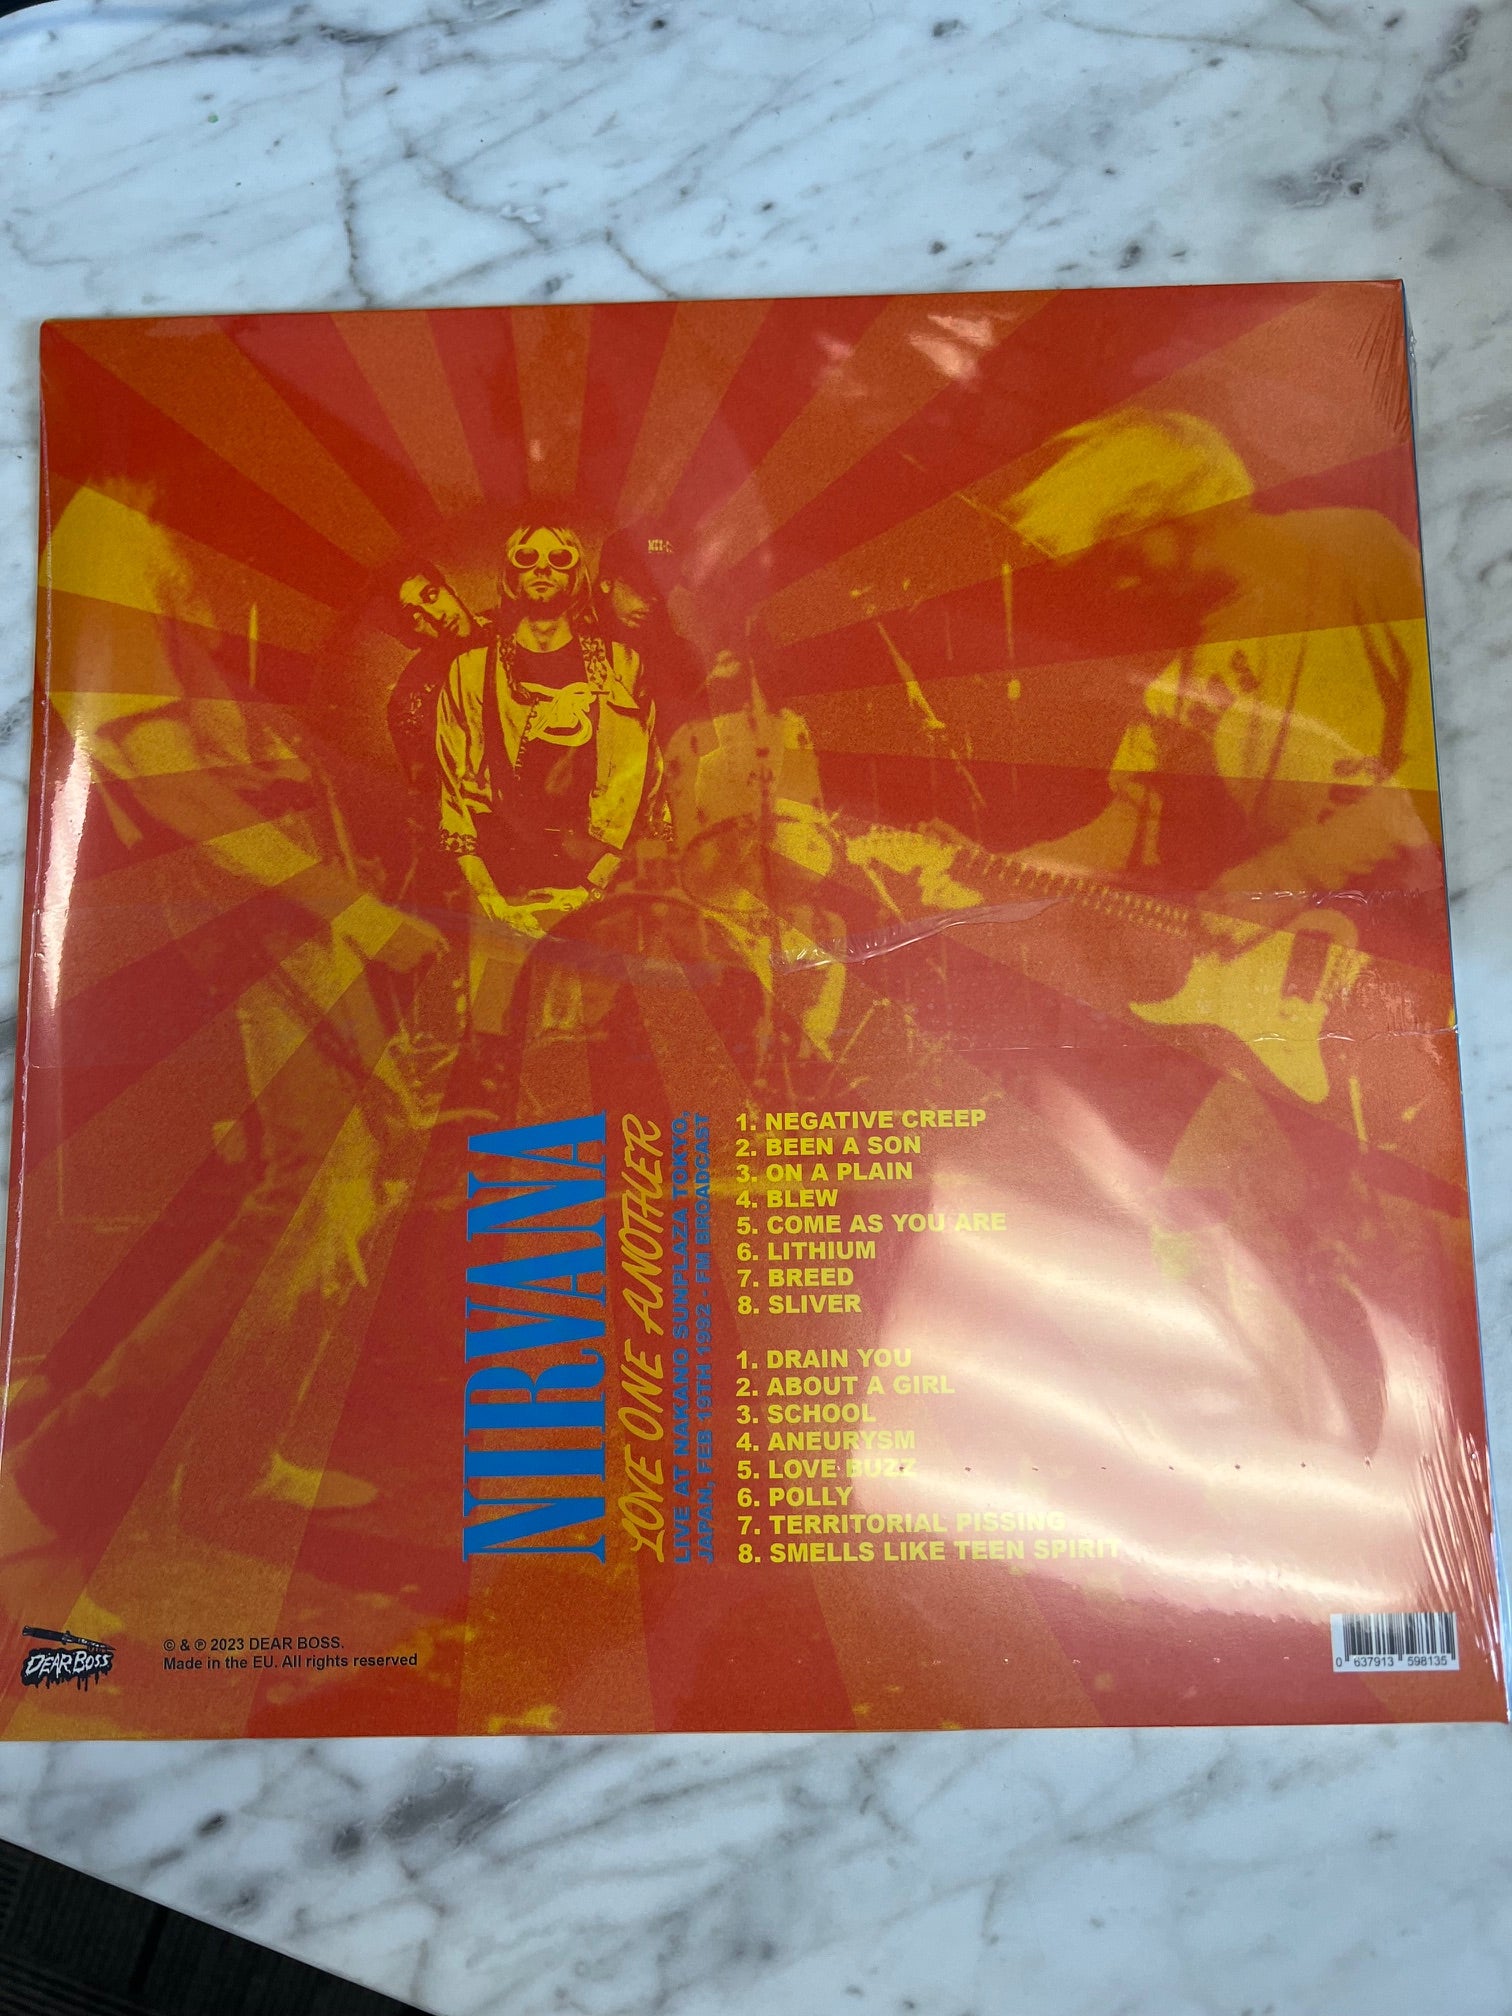 NIRVANA
LOVE ONE ANOTHER
LIVE AT NAKANO SUNPLAZA TOKYO,
JAPAN, FEB 19TH 1992 - FM BROADCAST
1. NEGATIVE CREEP
2. BEEN A SON
3. ON A PLAIN
4. BLEW
5. COME AS YOU ARE
6. LITHIUM
7. BREED
8. SLIVER
1. DRAIN YOU
2. ABOUT A GIRL
3. SCHOOL
4. ANEURYSM
5. LOVE BUZZ
6. POLLY
7. TERRITORIAL PISSING
8. SMELLS LIKE TEEN SPIRIT
DEAR BOSS
© & ℗ 2023 DEAR BOSS.
Made in the EU. All rights reserved
0 637913 598135